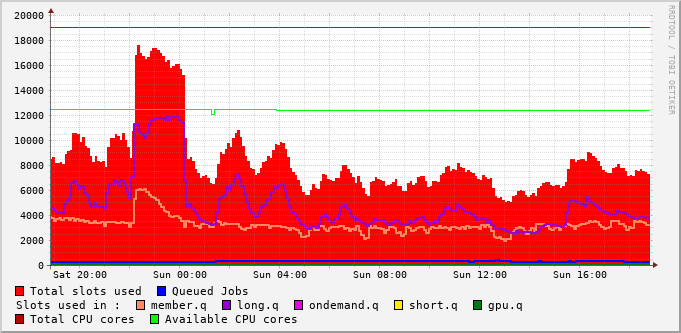 20000
18000
16000
14000
12000
10000
8000
6000
4000
2000
0
Sat 20:00 Sun 00:00 Sun 04:00 Sun 08:00 Sun 12:00 Sun 16:00
Total slots used Queued Jobs
Slots used in : member.q long.q ondemand.q short.q gpu.q
Total CPU cores Available CPU cores
RRDTOOL / TOBI OETIKER